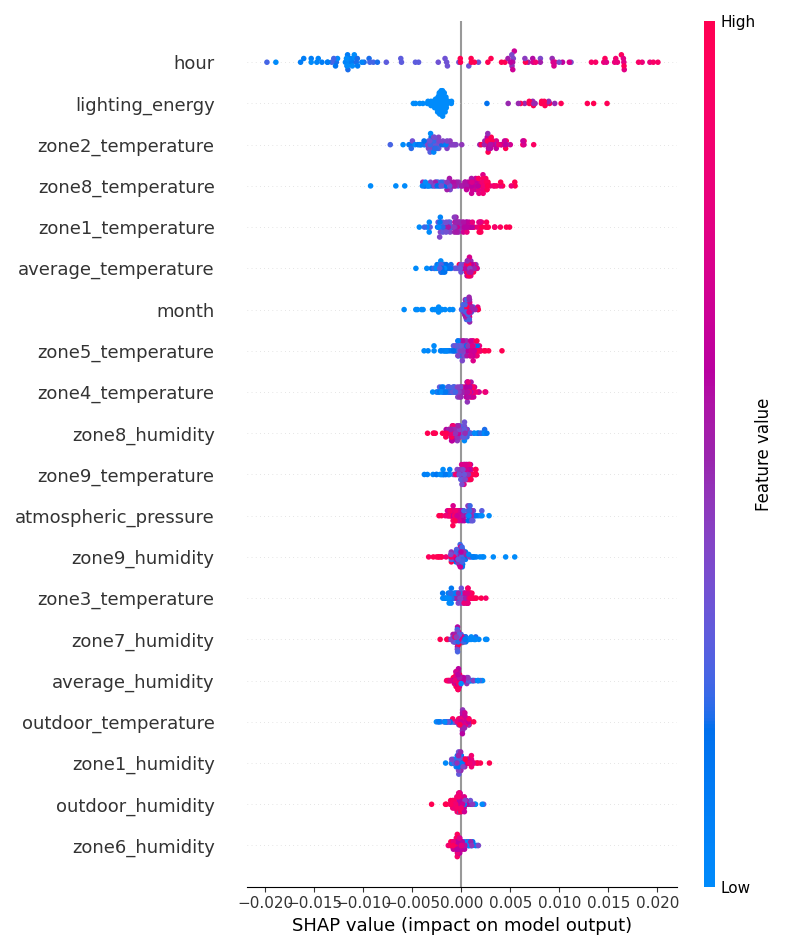 High
hour
lighting_energy
zone2_temperature
zone8_temperature
zone1_temperature
average_temperature
month
zone5_temperature
zone4_temperature
zone8_humidity
zone9_temperature
atmospheric_pressure
zone9_humidity
zone3_temperature
zone7_humidity
average_humidity
outdoor_temperature
zone1_humidity
outdoor_humidity
zone6_humidity
Feature value
Low
−0.020 −0.015 −0.010 −0.005 0.000 0.005 0.010 0.015 0.020
SHAP value (impact on model output)